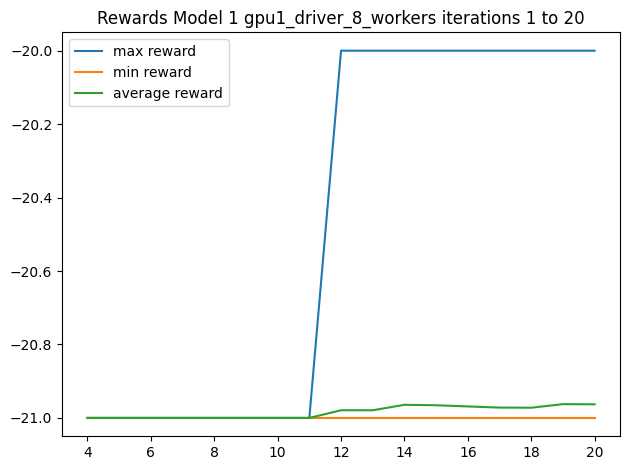 Rewards Model 1 gpu1_driver_8_workers iterations 1 to 20
max reward
min reward
average reward
−20.0
−20.2
−20.4
−20.6
−20.8
−21.0
4 6 8 10 12 14 16 18 20